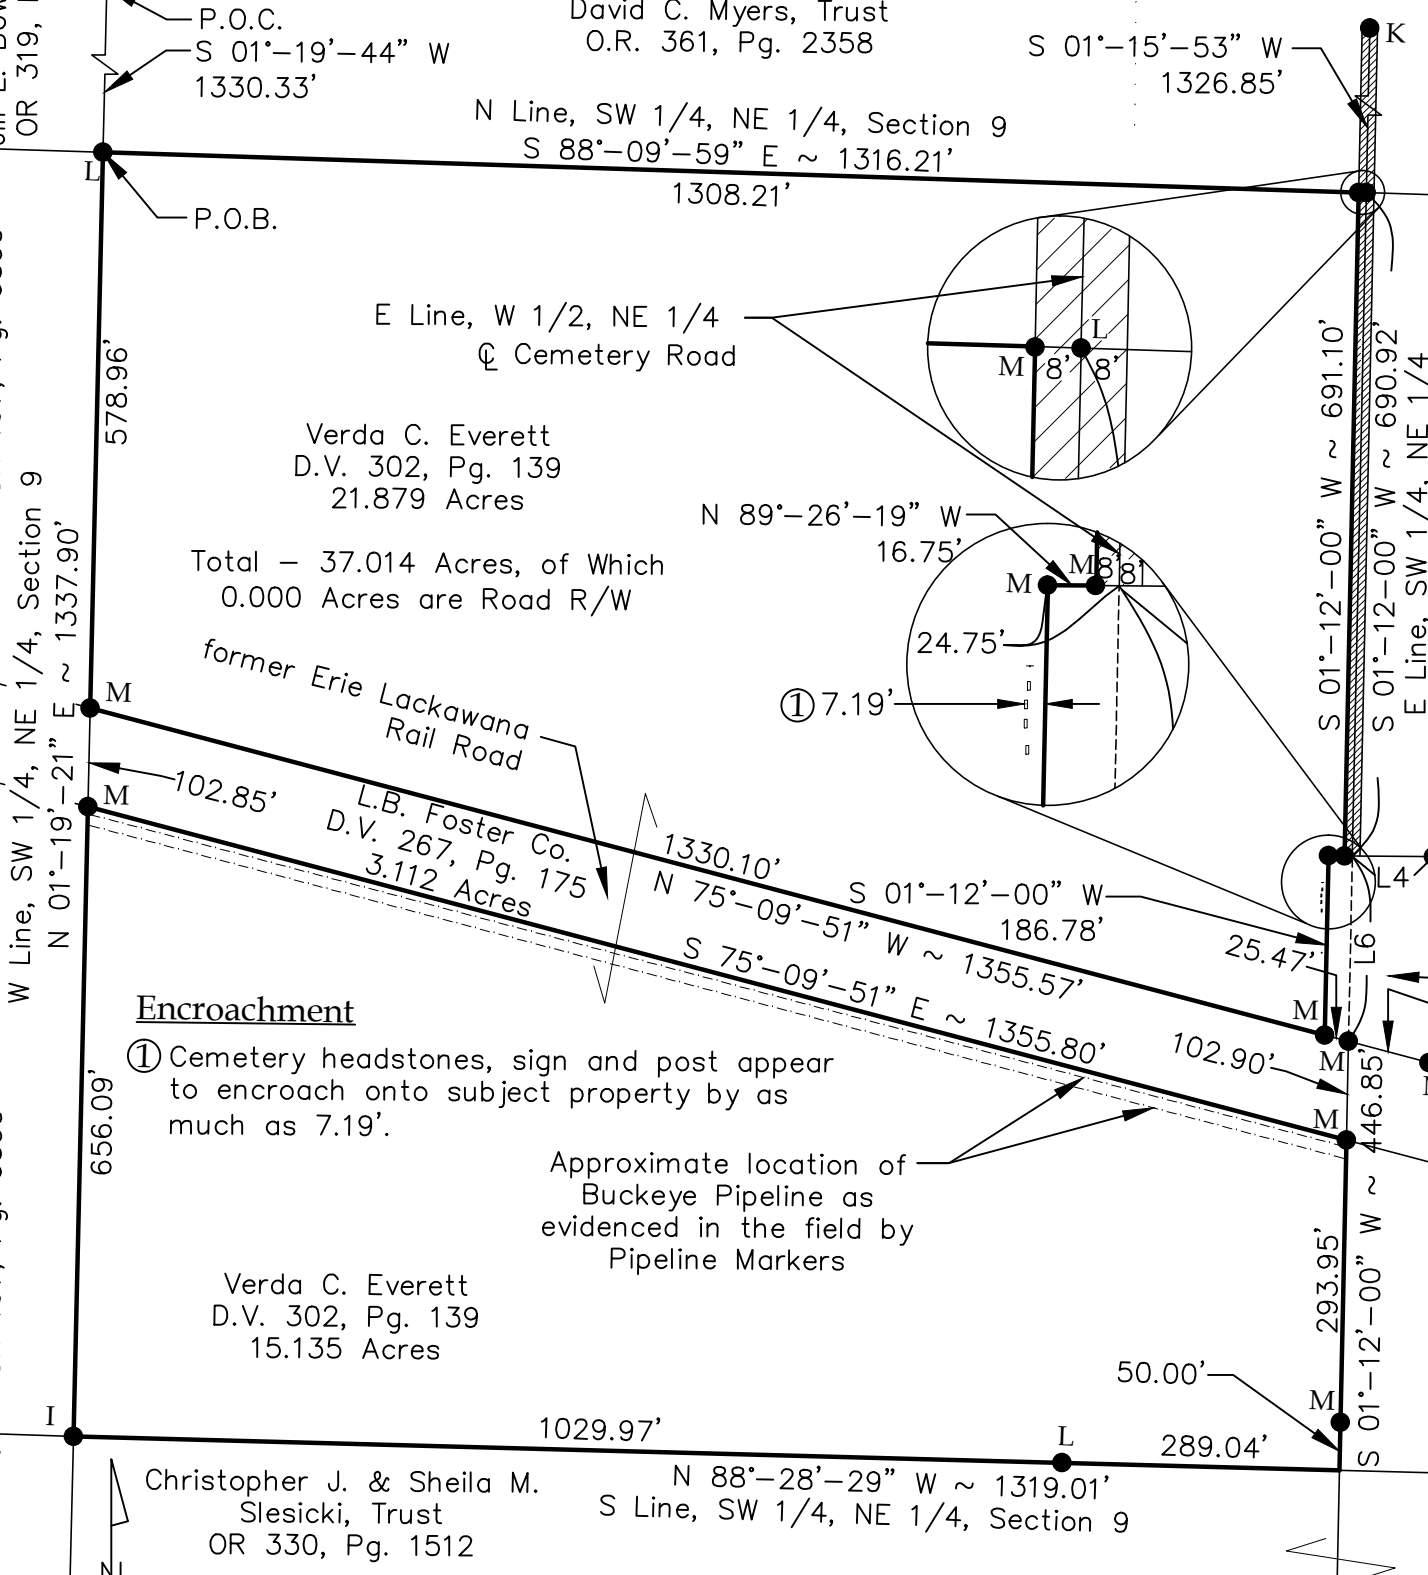 P.O.C.
S 01°-19'-44" W
1330.33'
David C. Myers, Trust
O.R. 361, Pg. 2358
S 01°-15'-53" W
1326.85'
K
OR 319,
N Line, SW 1/4, NE 1/4, Section 9
S 88°-09'-59" E ~ 1316.21'
1308.21'
L
P.O.B.
E Line, W 1/2, NE 1/4
℄ Cemetery Road
L
M
8'
8'
578.96'
Verda C. Everett
D.V. 302, Pg. 139
21.879 Acres
Total – 37.014 Acres, of Which
0.000 Acres are Road R/W
N 89°-26'-19" W
16.75'
M
M
8'
8'
24.75'
① 7.19'
S 01°-12'-00" W ~ 691.10'
S 01°-12-00" W ~ 690.92'
E Line, SW 1/4, NE 1/4
W Line, SW 1/4, NE 1/4, Section 9
N 01°-19'-21" E ~ 1337.90'
former Erie Lackawana
Rail Road
M
M
102.85'
L.B. Foster Co.
D.V. 267, Pg. 175
3.112 Acres
1330.10'
N 75°-09'-51" W ~ 1355.57'
S 75°-09'-51" E ~ 1355.80'
S 01°-12'-00" W
186.78'
L4
L6
25.47'
M
M
102.90'
M
Encroachment
① Cemetery headstones, sign and post appear
to encroach onto subject property by as
much as 7.19'.
656.09'
Approximate location of
Buckeye Pipeline as
evidenced in the field by
Pipeline Markers
S 01°-12'-00" W ~ 446.85'
293.95'
Verda C. Everett
D.V. 302, Pg. 139
15.135 Acres
50.00'
M
I
1029.97'
L
289.04'
N 88°-28'-29" W ~ 1319.01'
S Line, SW 1/4, NE 1/4, Section 9
Christopher J. & Sheila M.
Slesicki, Trust
OR 330, Pg. 1512